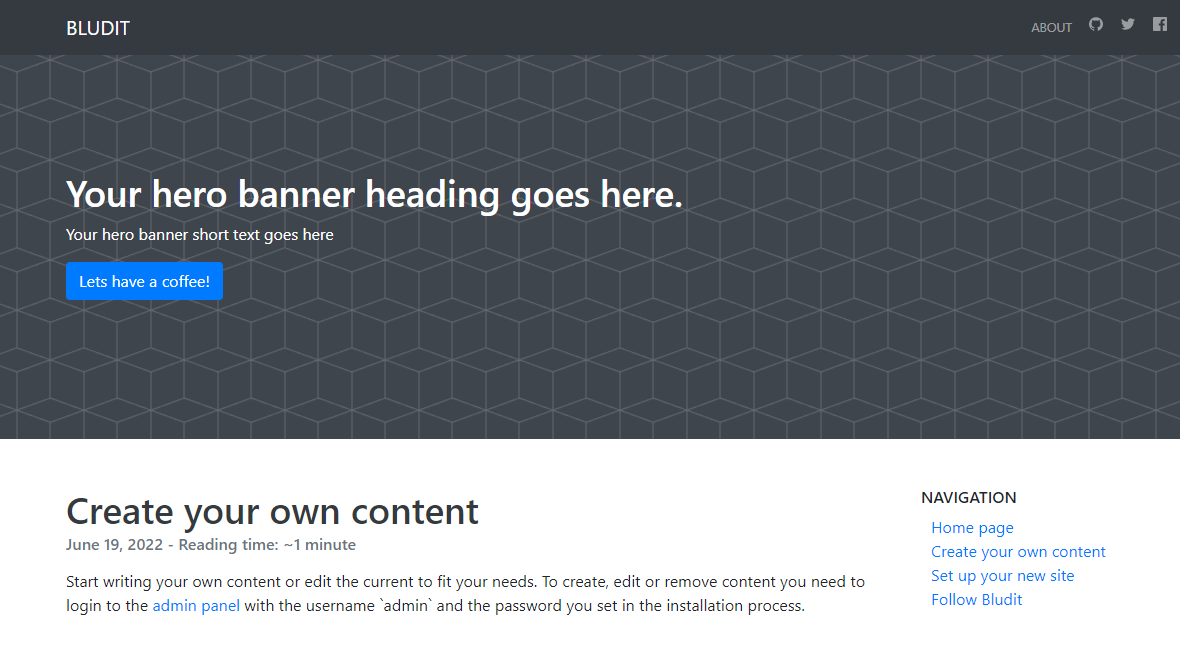 BLUDIT
ABOUT
Your hero banner heading goes here.
Your hero banner short text goes here
Lets have a coffee!
Create your own content
June 19, 2022 - Reading time: ~1 minute
Start writing your own content or edit the current to fit your needs. To create, edit or remove content you need to
login to the admin panel with the username `admin` and the password you set in the installation process.
NAVIGATION
Home page
Create your own content
Set up your new site
Follow Bludit